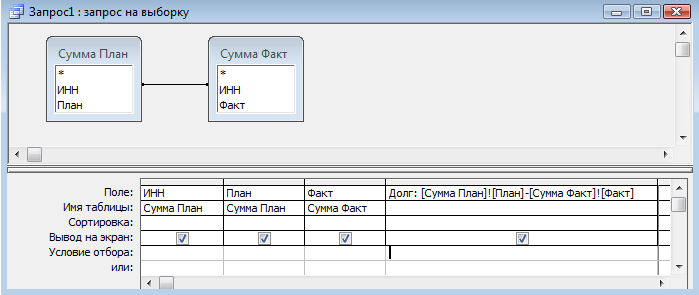 Запрос1 : запрос на выборку
Сумма План
*
ИНН
План
Сумма Факт
*
ИНН
Факт
Поле: ИНН План Факт Долг: [Сумма План]![План]-[Сумма Факт]![Факт]
Имя таблицы: Сумма План Сумма План Сумма Факт
Сортировка:
Вывод на экран:
Условие отбора:
или: